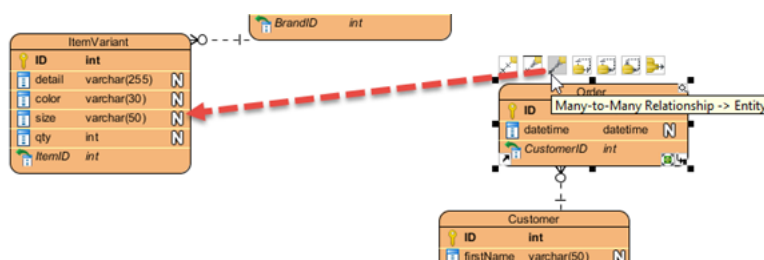 BrandID int
ItemVariant
ID int
detail varchar(255) N
color varchar(30) N
size varchar(50) N
qty int N
ItemID int
Order
ID
Many-to-Many Relationship -> Entity
datetime datetime N
CustomerID int
Customer
ID int
firstName varchar(50) N